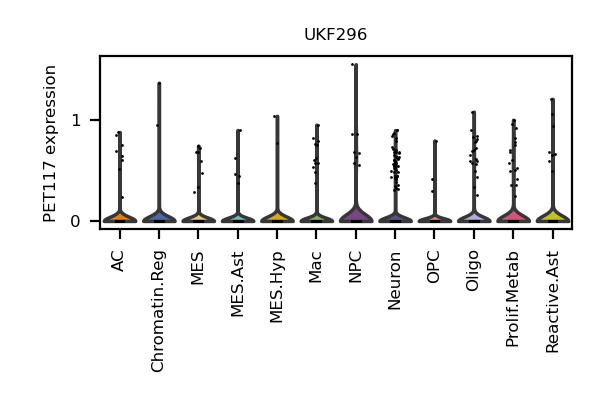 UKF296
PET117 expression
1
0
AC
Chromatin.Reg
MES
MES.Ast
MES.Hyp
Mac
NPC
Neuron
OPC
Oligo
Prolif.Metab
Reactive.Ast